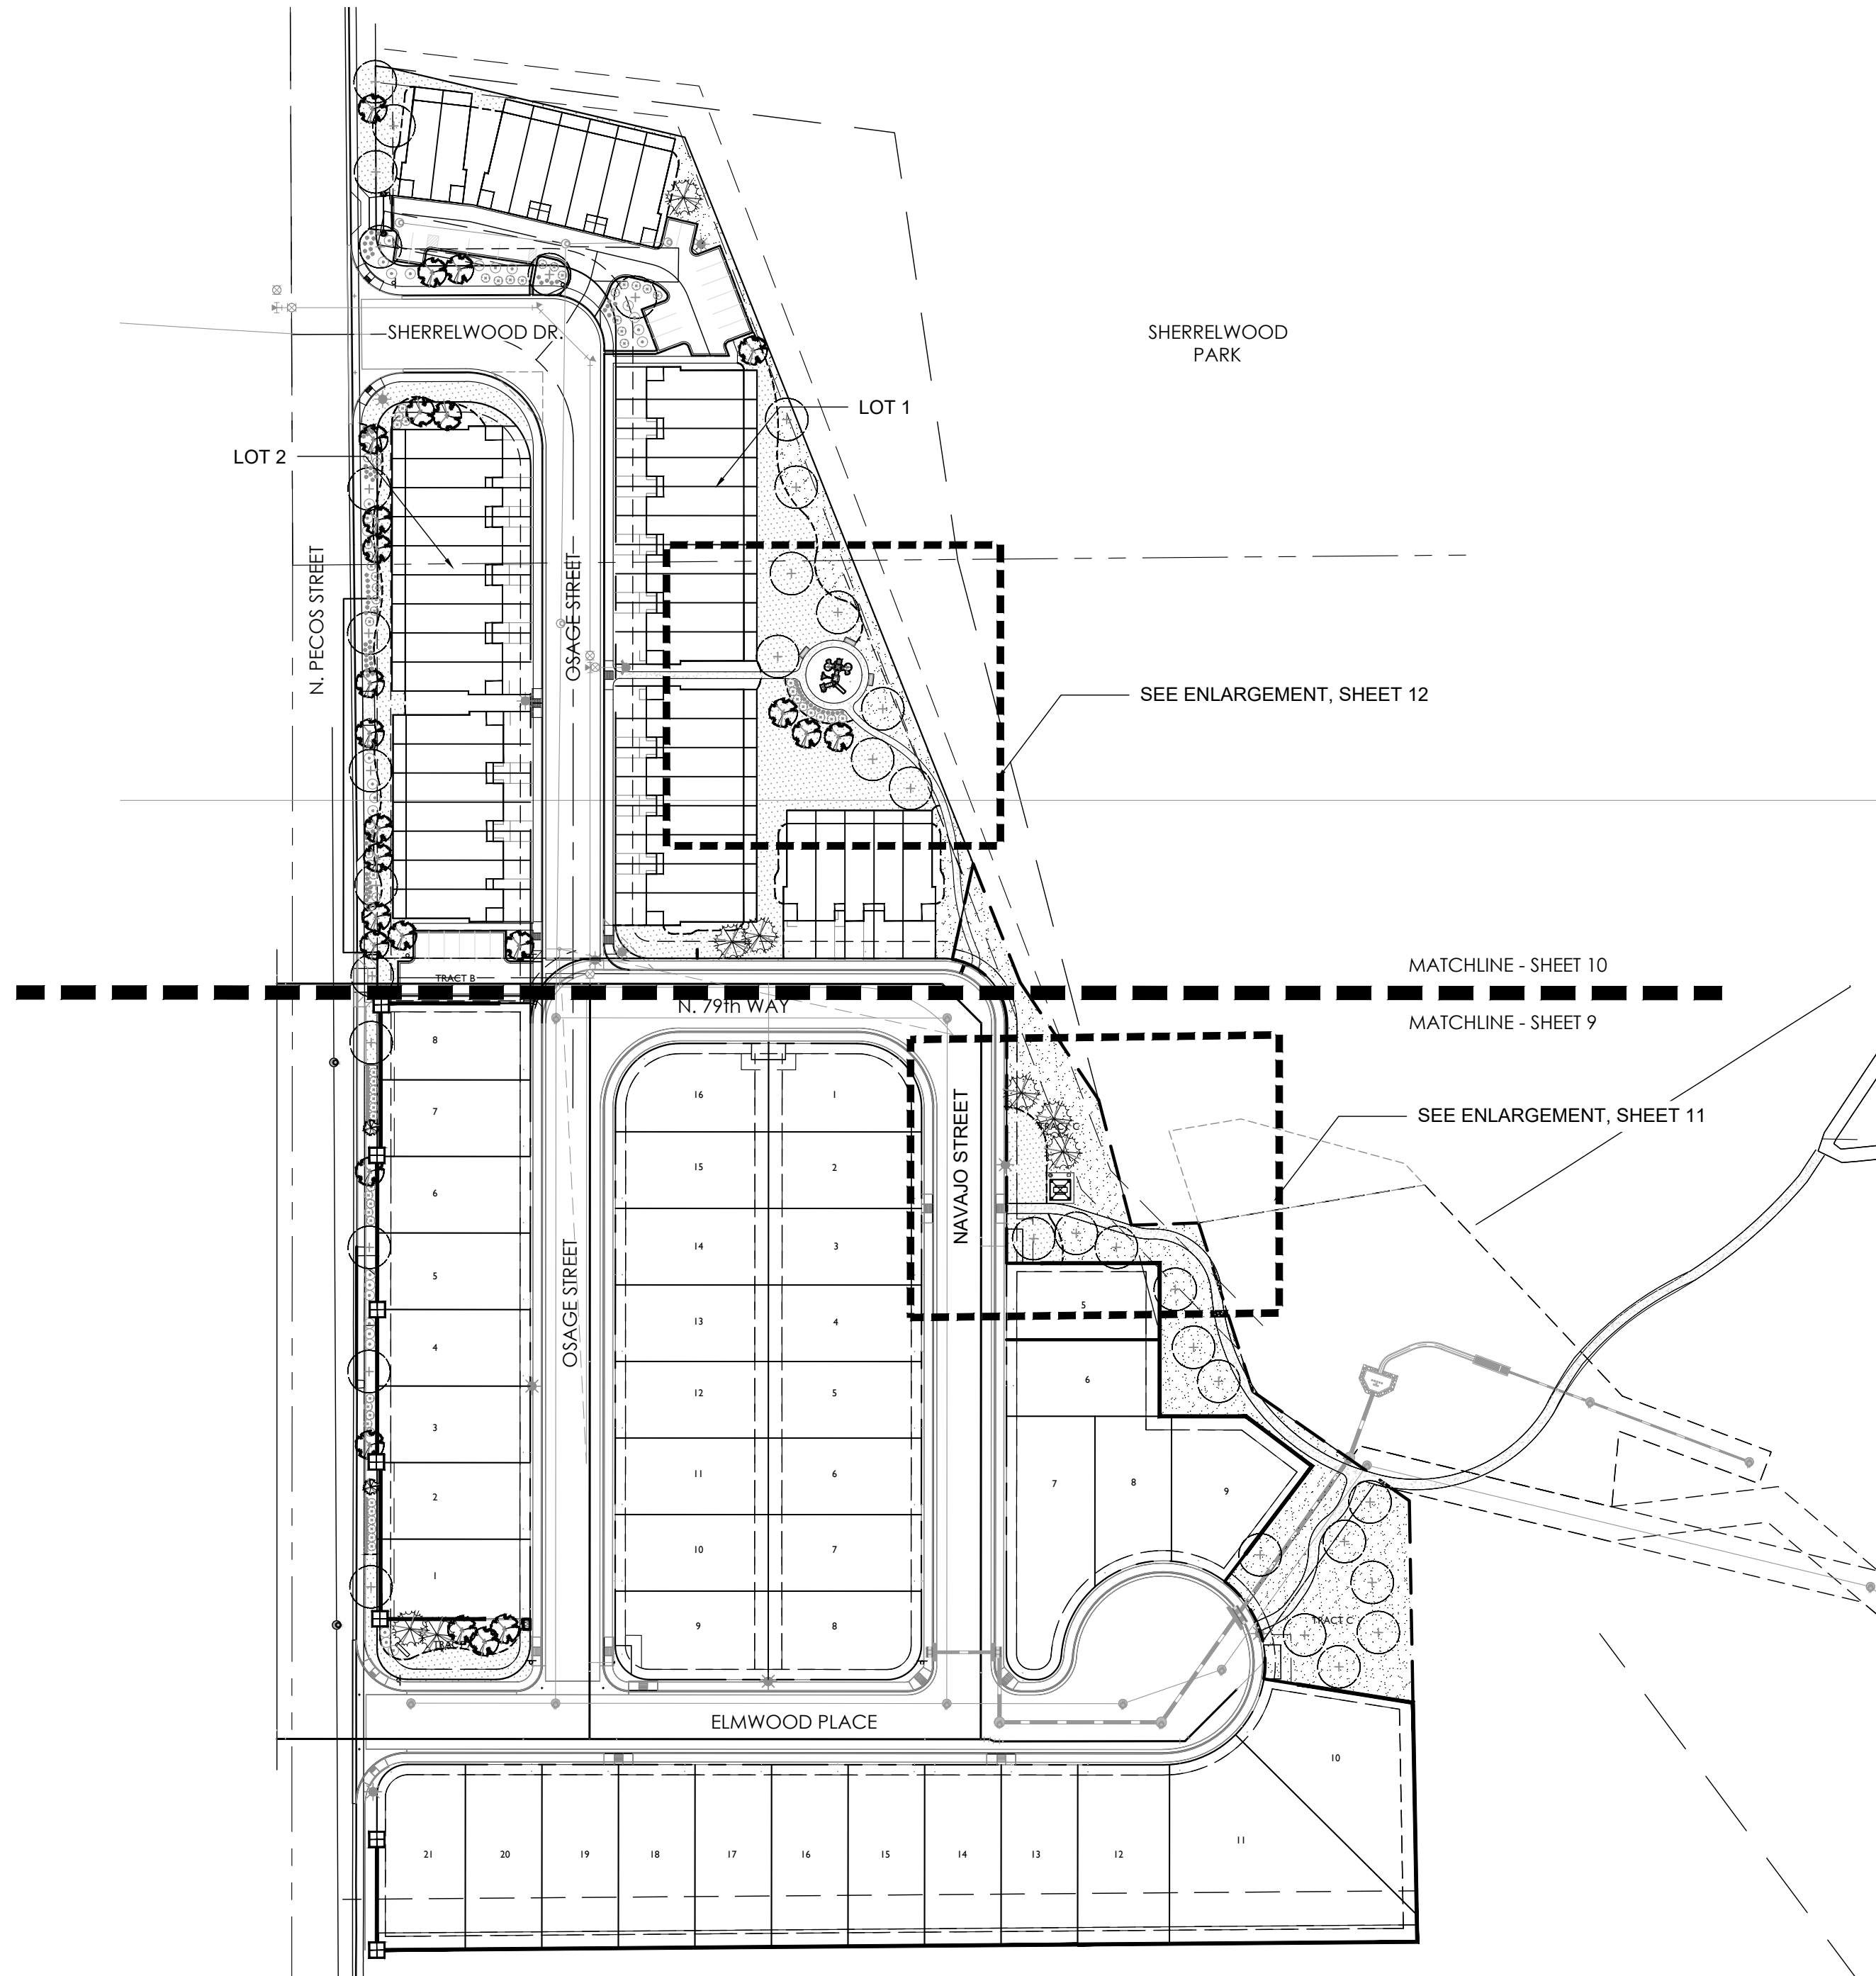 SHERRELWOOD DR.
SHERRELWOOD
PARK
LOT 1
LOT 2
N. PECOS STREET
OSAGE STREET
SEE ENLARGEMENT, SHEET 12
TRACT B
MATCHLINE - SHEET 10
N. 79th WAY
MATCHLINE - SHEET 9
8
7
6
5
4
3
2
1
16
1
15
2
14
3
13
4
12
5
11
6
10
7
9
8
OSAGE STREET
NAVAJO STREET
TRACT C
SEE ENLARGEMENT, SHEET 11
5
6
7
8
9
TRACT C
ELMWOOD PLACE
10
11
21
20
19
18
17
16
15
14
13
12